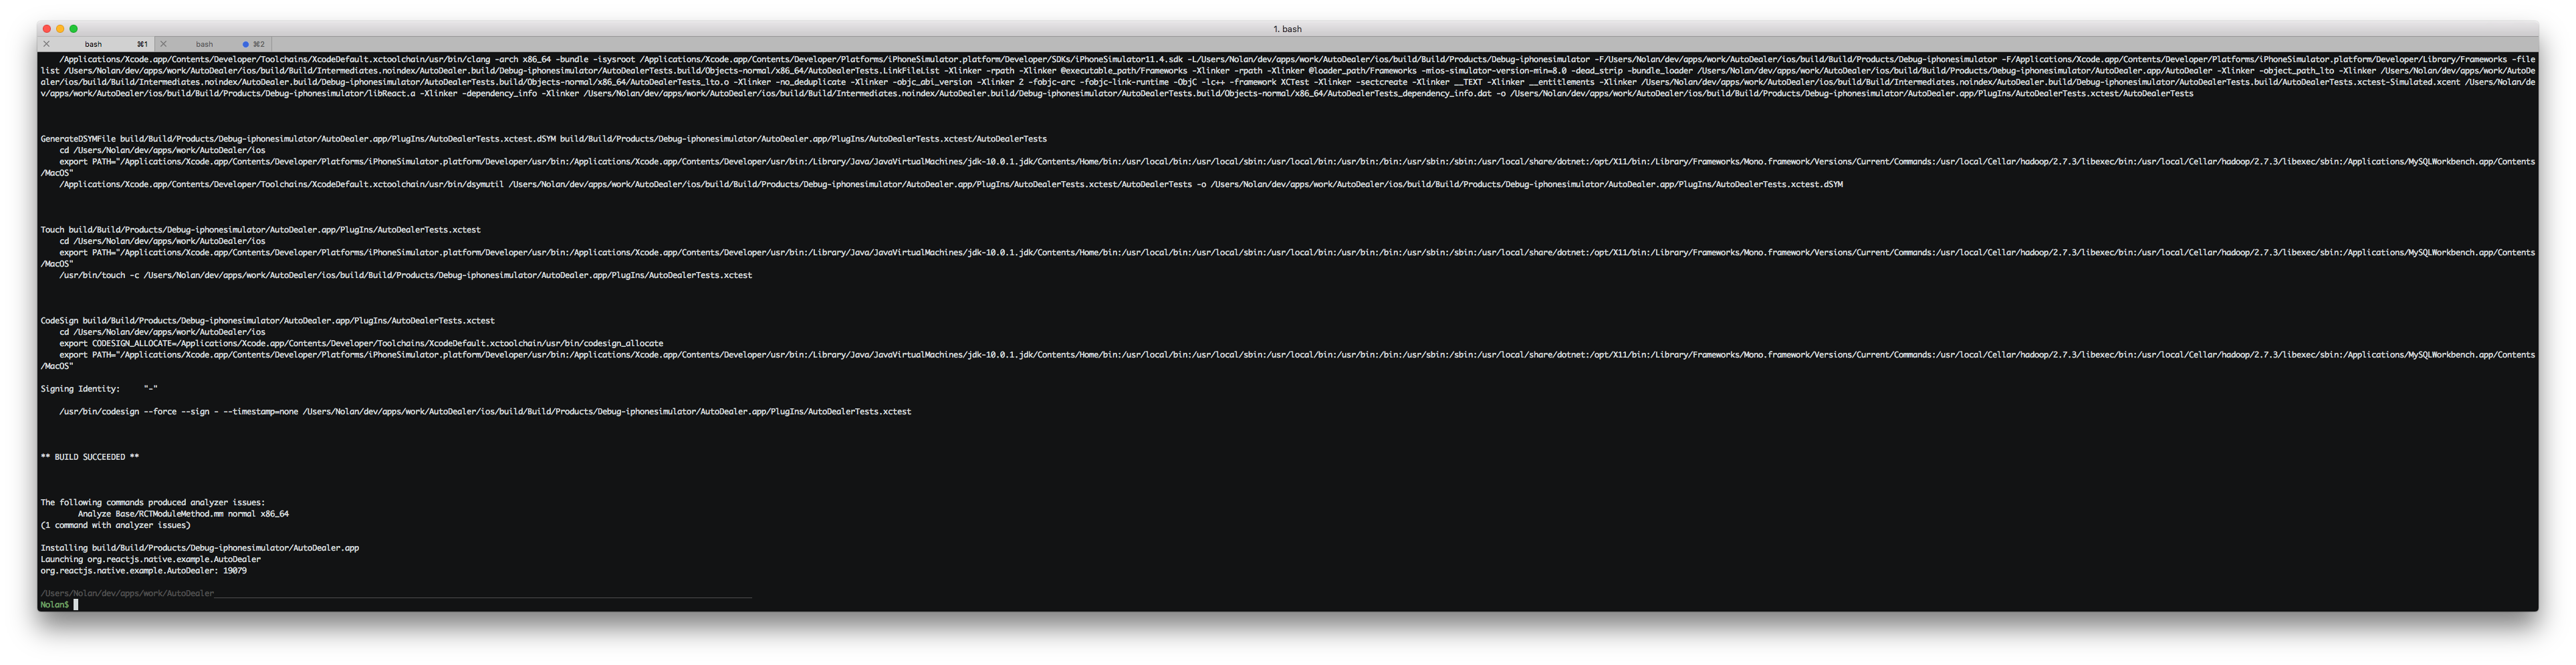 1. bash
bash ⌘1 bash ⌘2
/Applications/Xcode.app/Contents/Developer/Toolchains/XcodeDefault.xctoolchain/usr/bin/clang -arch x86_64 -bundle -isysroot /Applications/Xcode.app/Contents/Developer/Platforms/iPhoneSimulator.platform/Developer/SDKs/iPhoneSimulator11.4.sdk -L/Users/Nolan/dev/apps/work/AutoDealer/ios/build/Build/Products/Debug-iphonesimulator -F/Users/Nolan/dev/apps/work/AutoDealer/ios/build/Build/Products/Debug-iphonesimulator -F/Applications/Xcode.app/Contents/Developer/Platforms/iPhoneSimulator.platform/Developer/Library/Frameworks -file
list /Users/Nolan/dev/apps/work/AutoDealer/ios/build/Build/Intermediates.noindex/AutoDealer.build/Debug-iphonesimulator/AutoDealerTests.build/Objects-normal/x86_64/AutoDealerTests.LinkFileList -Xlinker -rpath -Xlinker @executable_path/Frameworks -Xlinker -rpath -Xlinker @loader_path/Frameworks -mios-simulator-version-min=8.0 -dead_strip -bundle_loader /Users/Nolan/dev/apps/work/AutoDealer/ios/build/Build/Products/Debug-iphonesimulator/AutoDealer.app/AutoDealer -Xlinker -object_path_lto -Xlinker /Users/Nolan/dev/apps/work/AutoDe
aler/ios/build/Build/Intermediates.noindex/AutoDealer.build/Debug-iphonesimulator/AutoDealerTests.build/Objects-normal/x86_64/AutoDealerTests_lto.o -Xlinker -no_deduplicate -Xlinker -objc_abi_version -Xlinker 2 -fobjc-arc -fobjc-link-runtime -ObjC -lc++ -framework XCTest -Xlinker -sectcreate -Xlinker __TEXT -Xlinker __entitlements -Xlinker /Users/Nolan/dev/apps/work/AutoDealer/ios/build/Build/Intermediates.noindex/AutoDealer.build/Debug-iphonesimulator/AutoDealerTests.build/AutoDealerTests.xctest-Simulated.xcent /Users/Nolan/de
v/apps/work/AutoDealer/ios/build/Build/Products/Debug-iphonesimulator/libReact.a -Xlinker -dependency_info -Xlinker /Users/Nolan/dev/apps/work/AutoDealer/ios/build/Build/Intermediates.noindex/AutoDealer.build/Debug-iphonesimulator/AutoDealerTests.build/Objects-normal/x86_64/AutoDealerTests_dependency_info.dat -o /Users/Nolan/dev/apps/work/AutoDealer/ios/build/Build/Products/Debug-iphonesimulator/AutoDealer.app/PlugIns/AutoDealerTests.xctest/AutoDealerTests
GenerateDSYMFile build/Build/Products/Debug-iphonesimulator/AutoDealer.app/PlugIns/AutoDealerTests.xctest.dSYM build/Build/Products/Debug-iphonesimulator/AutoDealer.app/PlugIns/AutoDealerTests.xctest/AutoDealerTests
cd /Users/Nolan/dev/apps/work/AutoDealer/ios
export PATH="/Applications/Xcode.app/Contents/Developer/Platforms/iPhoneSimulator.platform/Developer/usr/bin:/Applications/Xcode.app/Contents/Developer/usr/bin:/Library/Java/JavaVirtualMachines/jdk-10.0.1.jdk/Contents/Home/bin:/usr/local/bin:/usr/local/sbin:/usr/local/bin:/usr/bin:/bin:/usr/sbin:/sbin:/usr/local/share/dotnet:/opt/X11/bin:/Library/Frameworks/Mono.framework/Versions/Current/Commands:/usr/local/Cellar/hadoop/2.7.3/libexec/bin:/usr/local/Cellar/hadoop/2.7.3/libexec/sbin:/Applications/MySQLWorkbench.app/Contents
/MacOS"
/Applications/Xcode.app/Contents/Developer/Toolchains/XcodeDefault.xctoolchain/usr/bin/dsymutil /Users/Nolan/dev/apps/work/AutoDealer/ios/build/Build/Products/Debug-iphonesimulator/AutoDealer.app/PlugIns/AutoDealerTests.xctest/AutoDealerTests -o /Users/Nolan/dev/apps/work/AutoDealer/ios/build/Build/Products/Debug-iphonesimulator/AutoDealer.app/PlugIns/AutoDealerTests.xctest.dSYM
Touch build/Build/Products/Debug-iphonesimulator/AutoDealer.app/PlugIns/AutoDealerTests.xctest
cd /Users/Nolan/dev/apps/work/AutoDealer/ios
export PATH="/Applications/Xcode.app/Contents/Developer/Platforms/iPhoneSimulator.platform/Developer/usr/bin:/Applications/Xcode.app/Contents/Developer/usr/bin:/Library/Java/JavaVirtualMachines/jdk-10.0.1.jdk/Contents/Home/bin:/usr/local/bin:/usr/local/sbin:/usr/local/bin:/usr/bin:/bin:/usr/sbin:/sbin:/usr/local/share/dotnet:/opt/X11/bin:/Library/Frameworks/Mono.framework/Versions/Current/Commands:/usr/local/Cellar/hadoop/2.7.3/libexec/bin:/usr/local/Cellar/hadoop/2.7.3/libexec/sbin:/Applications/MySQLWorkbench.app/Contents
/MacOS"
/usr/bin/touch -c /Users/Nolan/dev/apps/work/AutoDealer/ios/build/Build/Products/Debug-iphonesimulator/AutoDealer.app/PlugIns/AutoDealerTests.xctest
CodeSign build/Build/Products/Debug-iphonesimulator/AutoDealer.app/PlugIns/AutoDealerTests.xctest
cd /Users/Nolan/dev/apps/work/AutoDealer/ios
export CODESIGN_ALLOCATE=/Applications/Xcode.app/Contents/Developer/Toolchains/XcodeDefault.xctoolchain/usr/bin/codesign_allocate
export PATH="/Applications/Xcode.app/Contents/Developer/Platforms/iPhoneSimulator.platform/Developer/usr/bin:/Applications/Xcode.app/Contents/Developer/usr/bin:/Library/Java/JavaVirtualMachines/jdk-10.0.1.jdk/Contents/Home/bin:/usr/local/bin:/usr/local/sbin:/usr/local/bin:/usr/bin:/bin:/usr/sbin:/sbin:/usr/local/share/dotnet:/opt/X11/bin:/Library/Frameworks/Mono.framework/Versions/Current/Commands:/usr/local/Cellar/hadoop/2.7.3/libexec/bin:/usr/local/Cellar/hadoop/2.7.3/libexec/sbin:/Applications/MySQLWorkbench.app/Contents
/MacOS"
Signing Identity:     "-"
/usr/bin/codesign --force --sign - --timestamp=none /Users/Nolan/dev/apps/work/AutoDealer/ios/build/Build/Products/Debug-iphonesimulator/AutoDealer.app/PlugIns/AutoDealerTests.xctest
** BUILD SUCCEEDED **
The following commands produced analyzer issues:
Analyze Base/RCTModuleMethod.mm normal x86_64
(1 command with analyzer issues)
Installing build/Build/Products/Debug-iphonesimulator/AutoDealer.app
Launching org.reactjs.native.example.AutoDealer
org.reactjs.native.example.AutoDealer: 19079
/Users/Nolan/dev/apps/work/AutoDealer
Nolan$